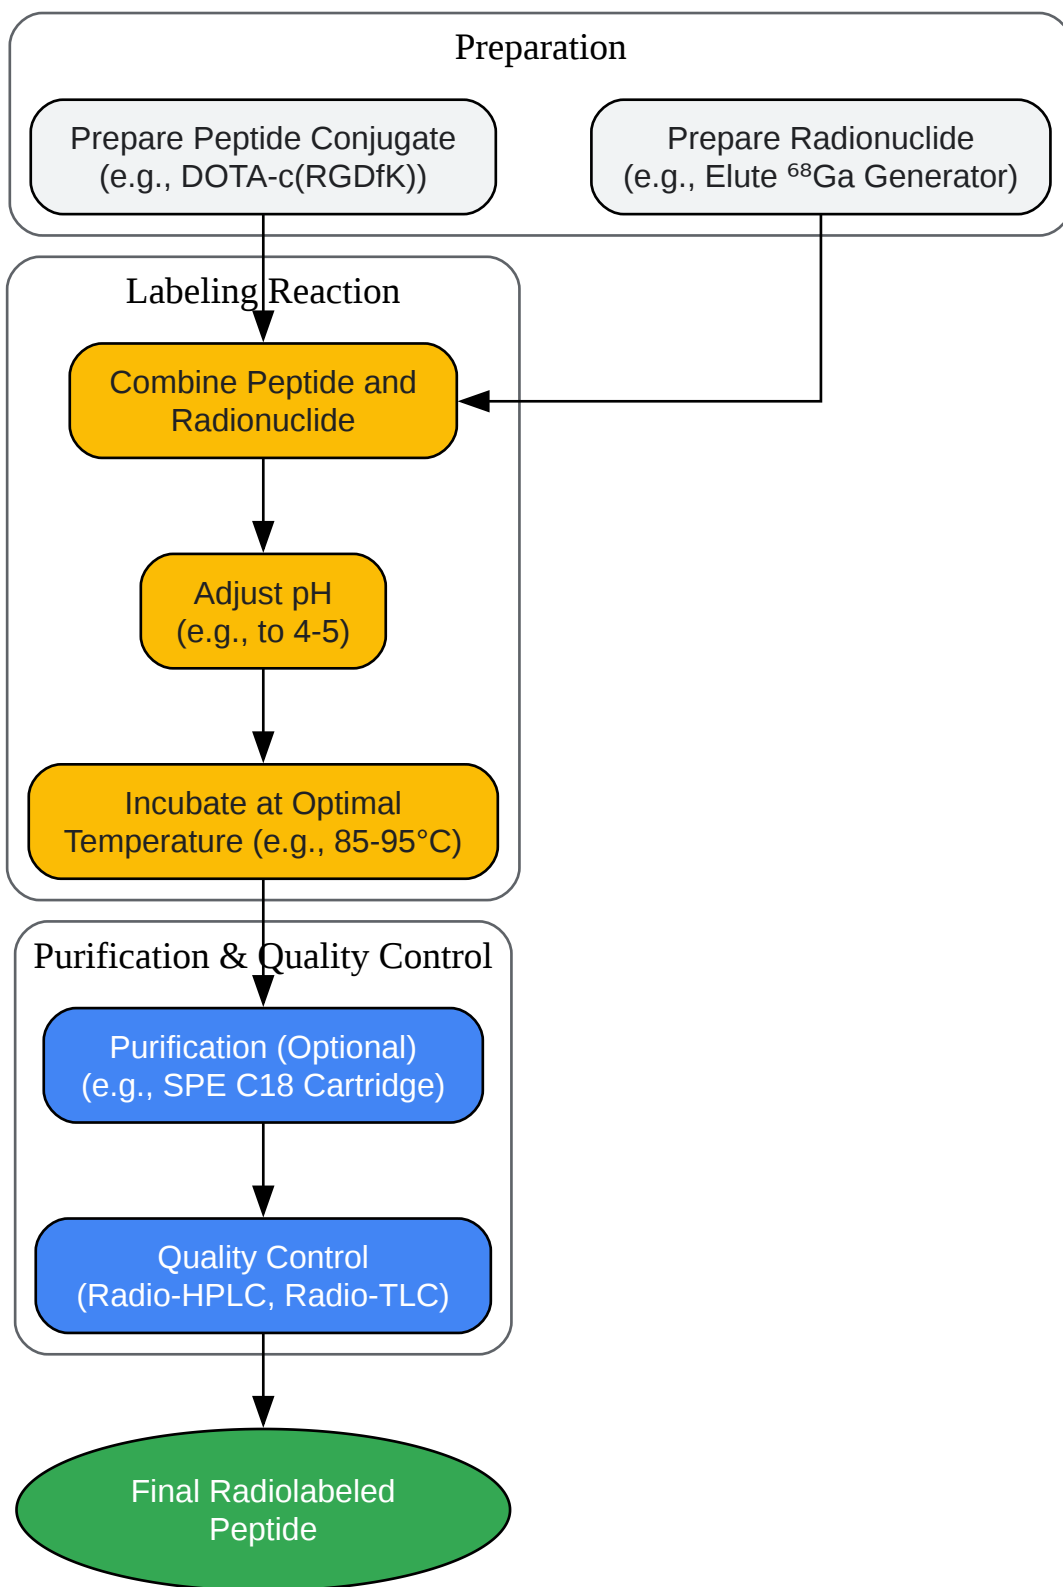 Preparation
Prepare Peptide Conjugate
(e.g., DOTA-c(RGDfK))
Prepare Radionuclide
(e.g., Elute ⁶⁸Ga Generator)
Labeling Reaction
Combine Peptide and
Radionuclide
Adjust pH
(e.g., to 4-5)
Incubate at Optimal
Temperature (e.g., 85-95°C)
Purification & Quality Control
Purification (Optional)
(e.g., SPE C18 Cartridge)
Quality Control
(Radio-HPLC, Radio-TLC)
Final Radiolabeled
Peptide